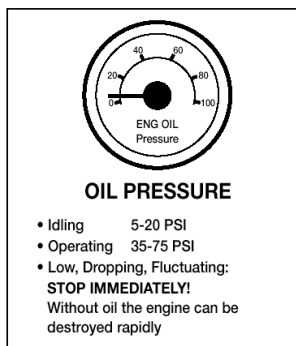 40 60
20 80
0 100
ENG OIL
Pressure
OIL PRESSURE
• Idling 5-20 PSI
• Operating 35-75 PSI
• Low, Dropping, Fluctuating:
STOP IMMEDIATELY!
Without oil the engine can be
destroyed rapidly